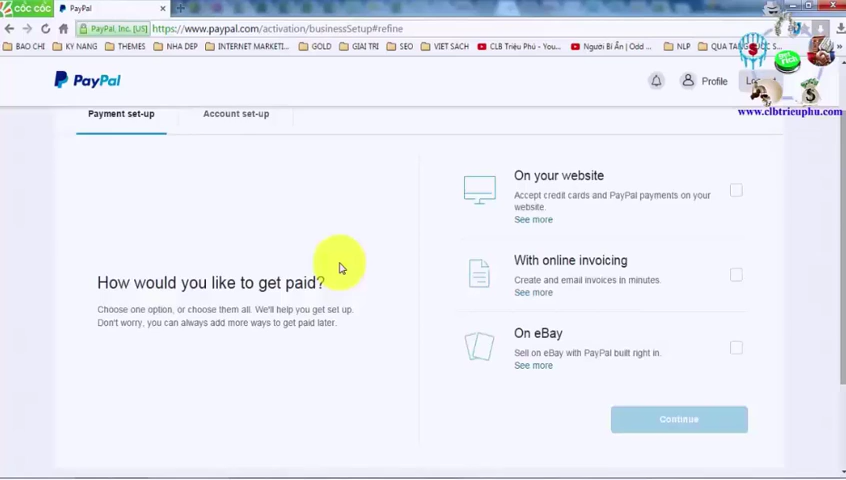 cốc cốc
PayPal
PayPal, Inc. [US]
https://www.paypal.com/activation/businessSetup#refine
BAO CHI
KY NANG
THEMES
NHA DEP
INTERNET MARKETI...
GOLD
GIAI TRI
SEO
VIET SACH
CLB Triệu Phú - You...
Người Bí Ẩn | Odd ...
NLP
PayPal
Profile
www.clbtrieuphu.com
Payment set-up
Account set-up
On your website
Accept credit cards and PayPal payments on your
website.
See more
How would you like to get paid?
Choose one option, or choose them all. We'll help you get set up.
Don't worry, you can always add more ways to get paid later.
With online invoicing
Create and email invoices in minutes.
See more
On eBay
Sell on eBay with PayPal built right in.
See more
Continue